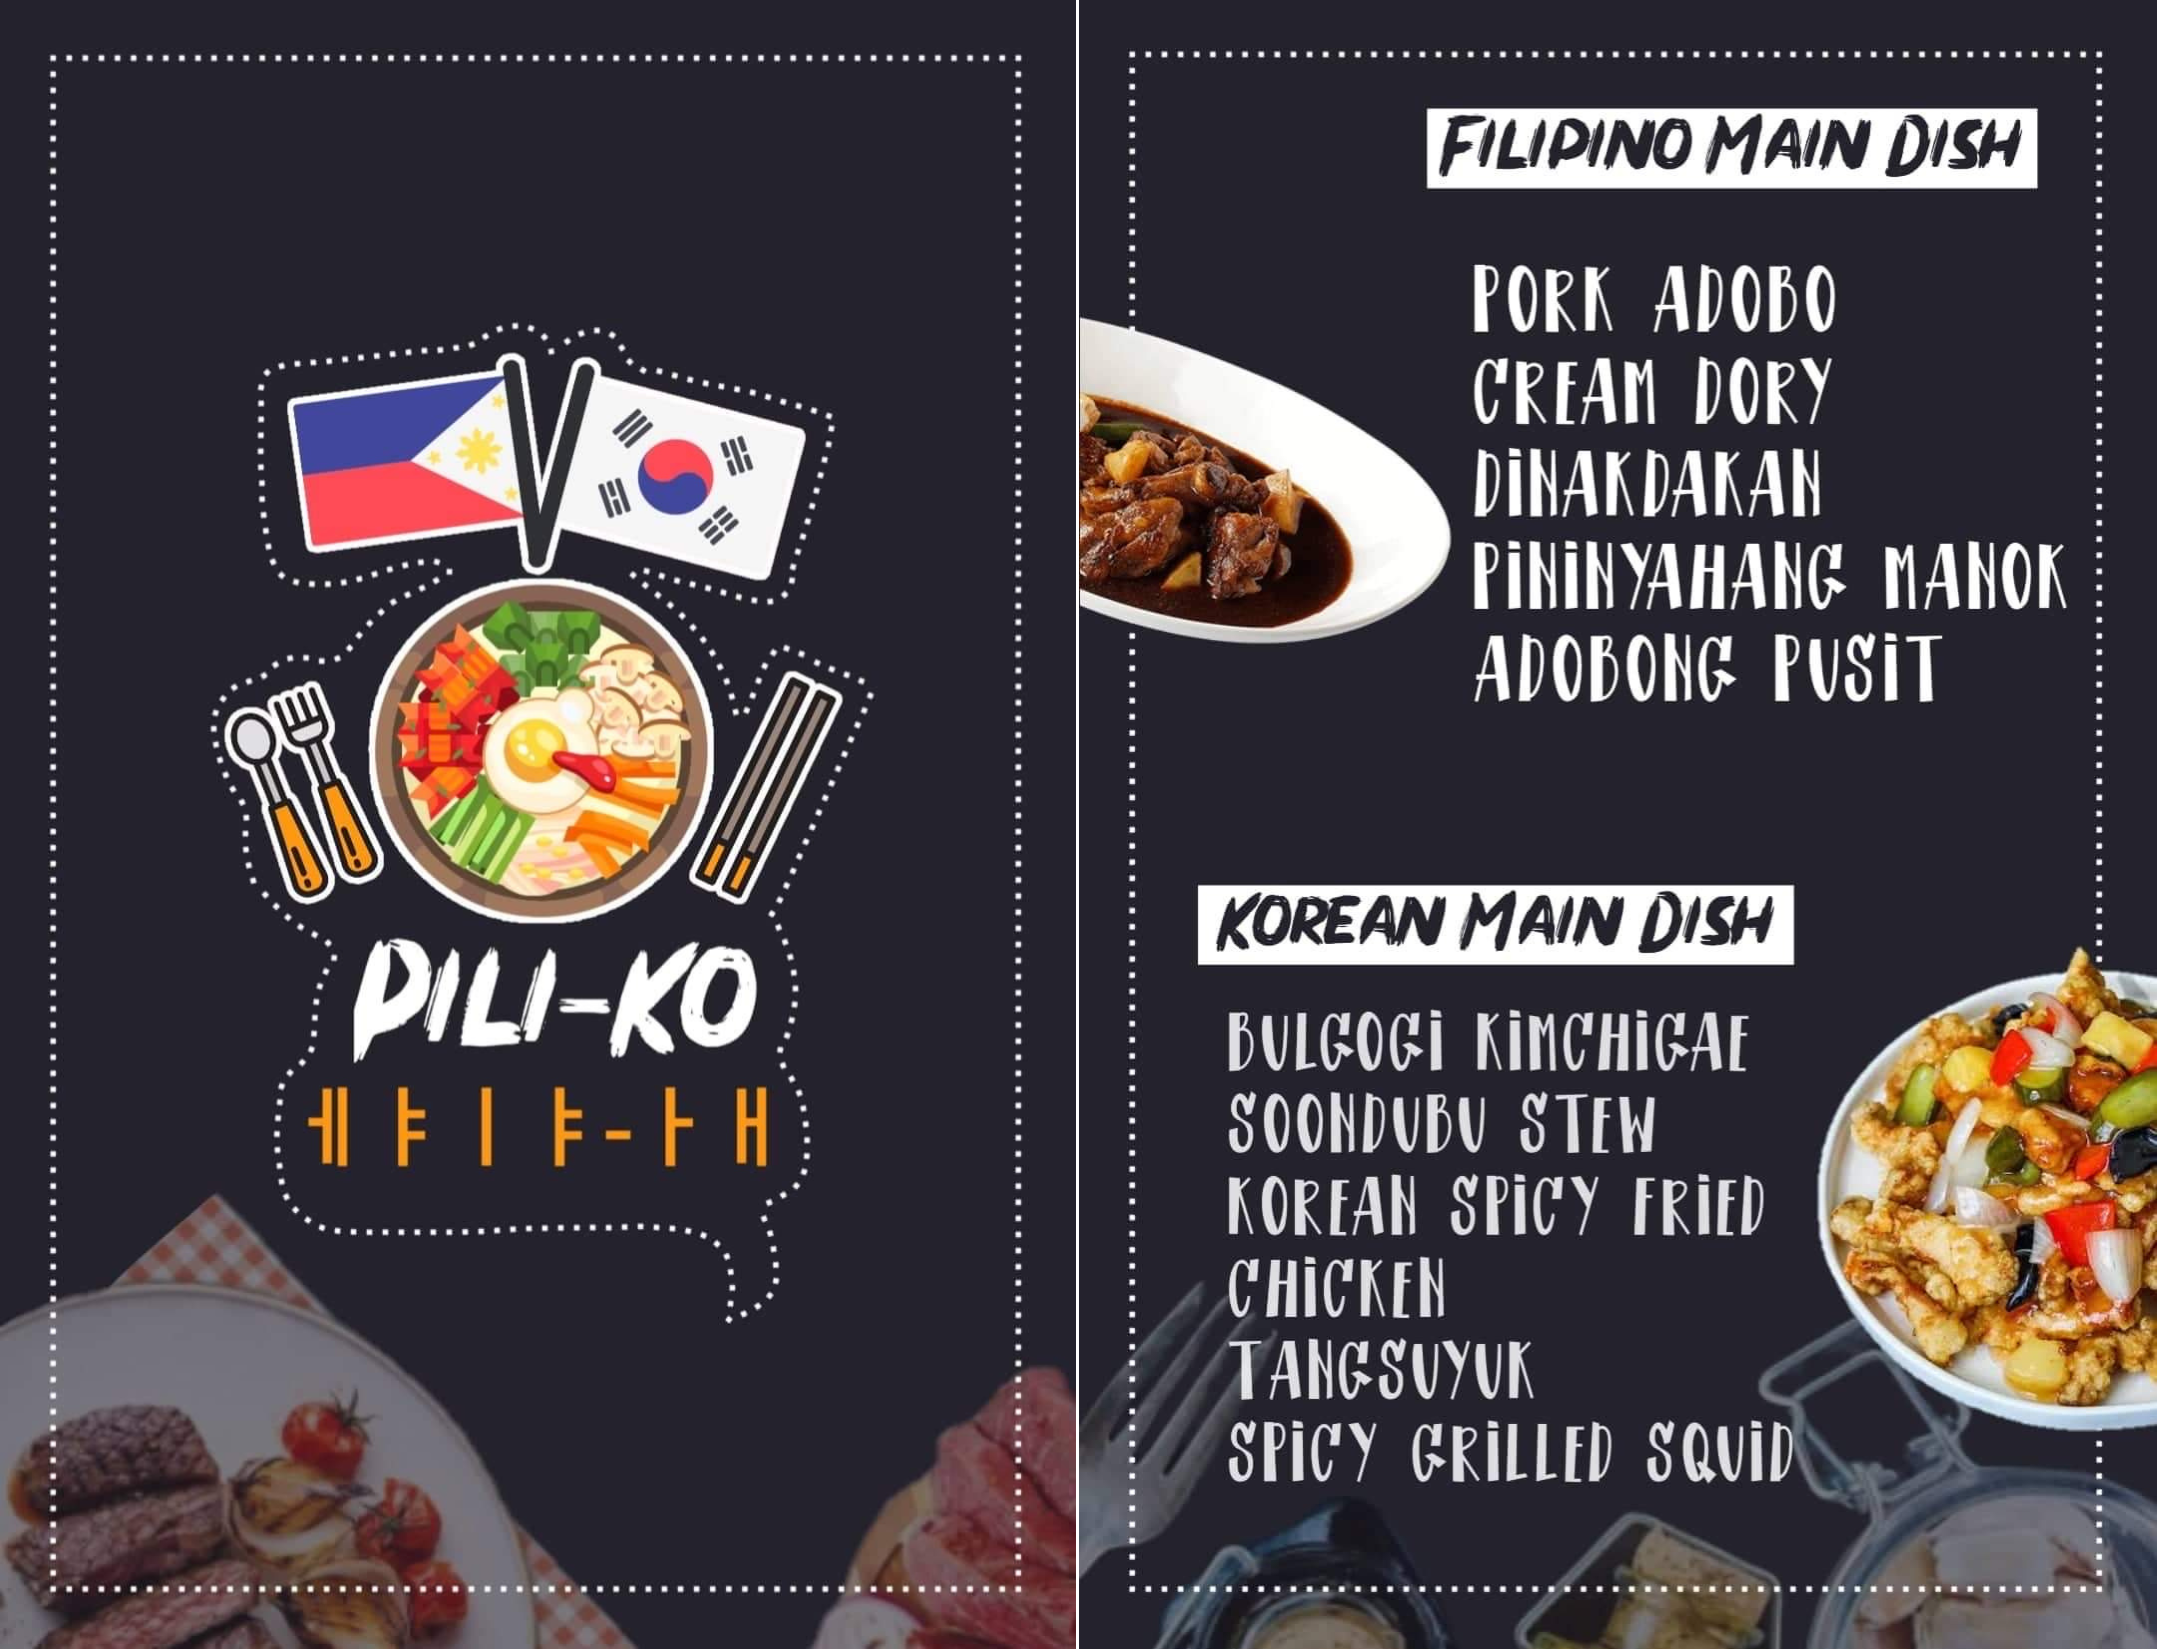 PILI-KO
ㅔㅑㅣㅑ-ㅏㅐ
FILIPINO MAIN DISH
PORK ADOBO
CREAM DORY
DINAKDAKAN
PININYAHANG MANOK
ADOBONG PUSIT
KOREAN MAIN DISH
BULGOGI KIMCHIGAE
SOONDUBU STEW
KOREAN SPICY FRIED
CHICKEN
TANGSUYUK
SPICY GRILLED SQUID